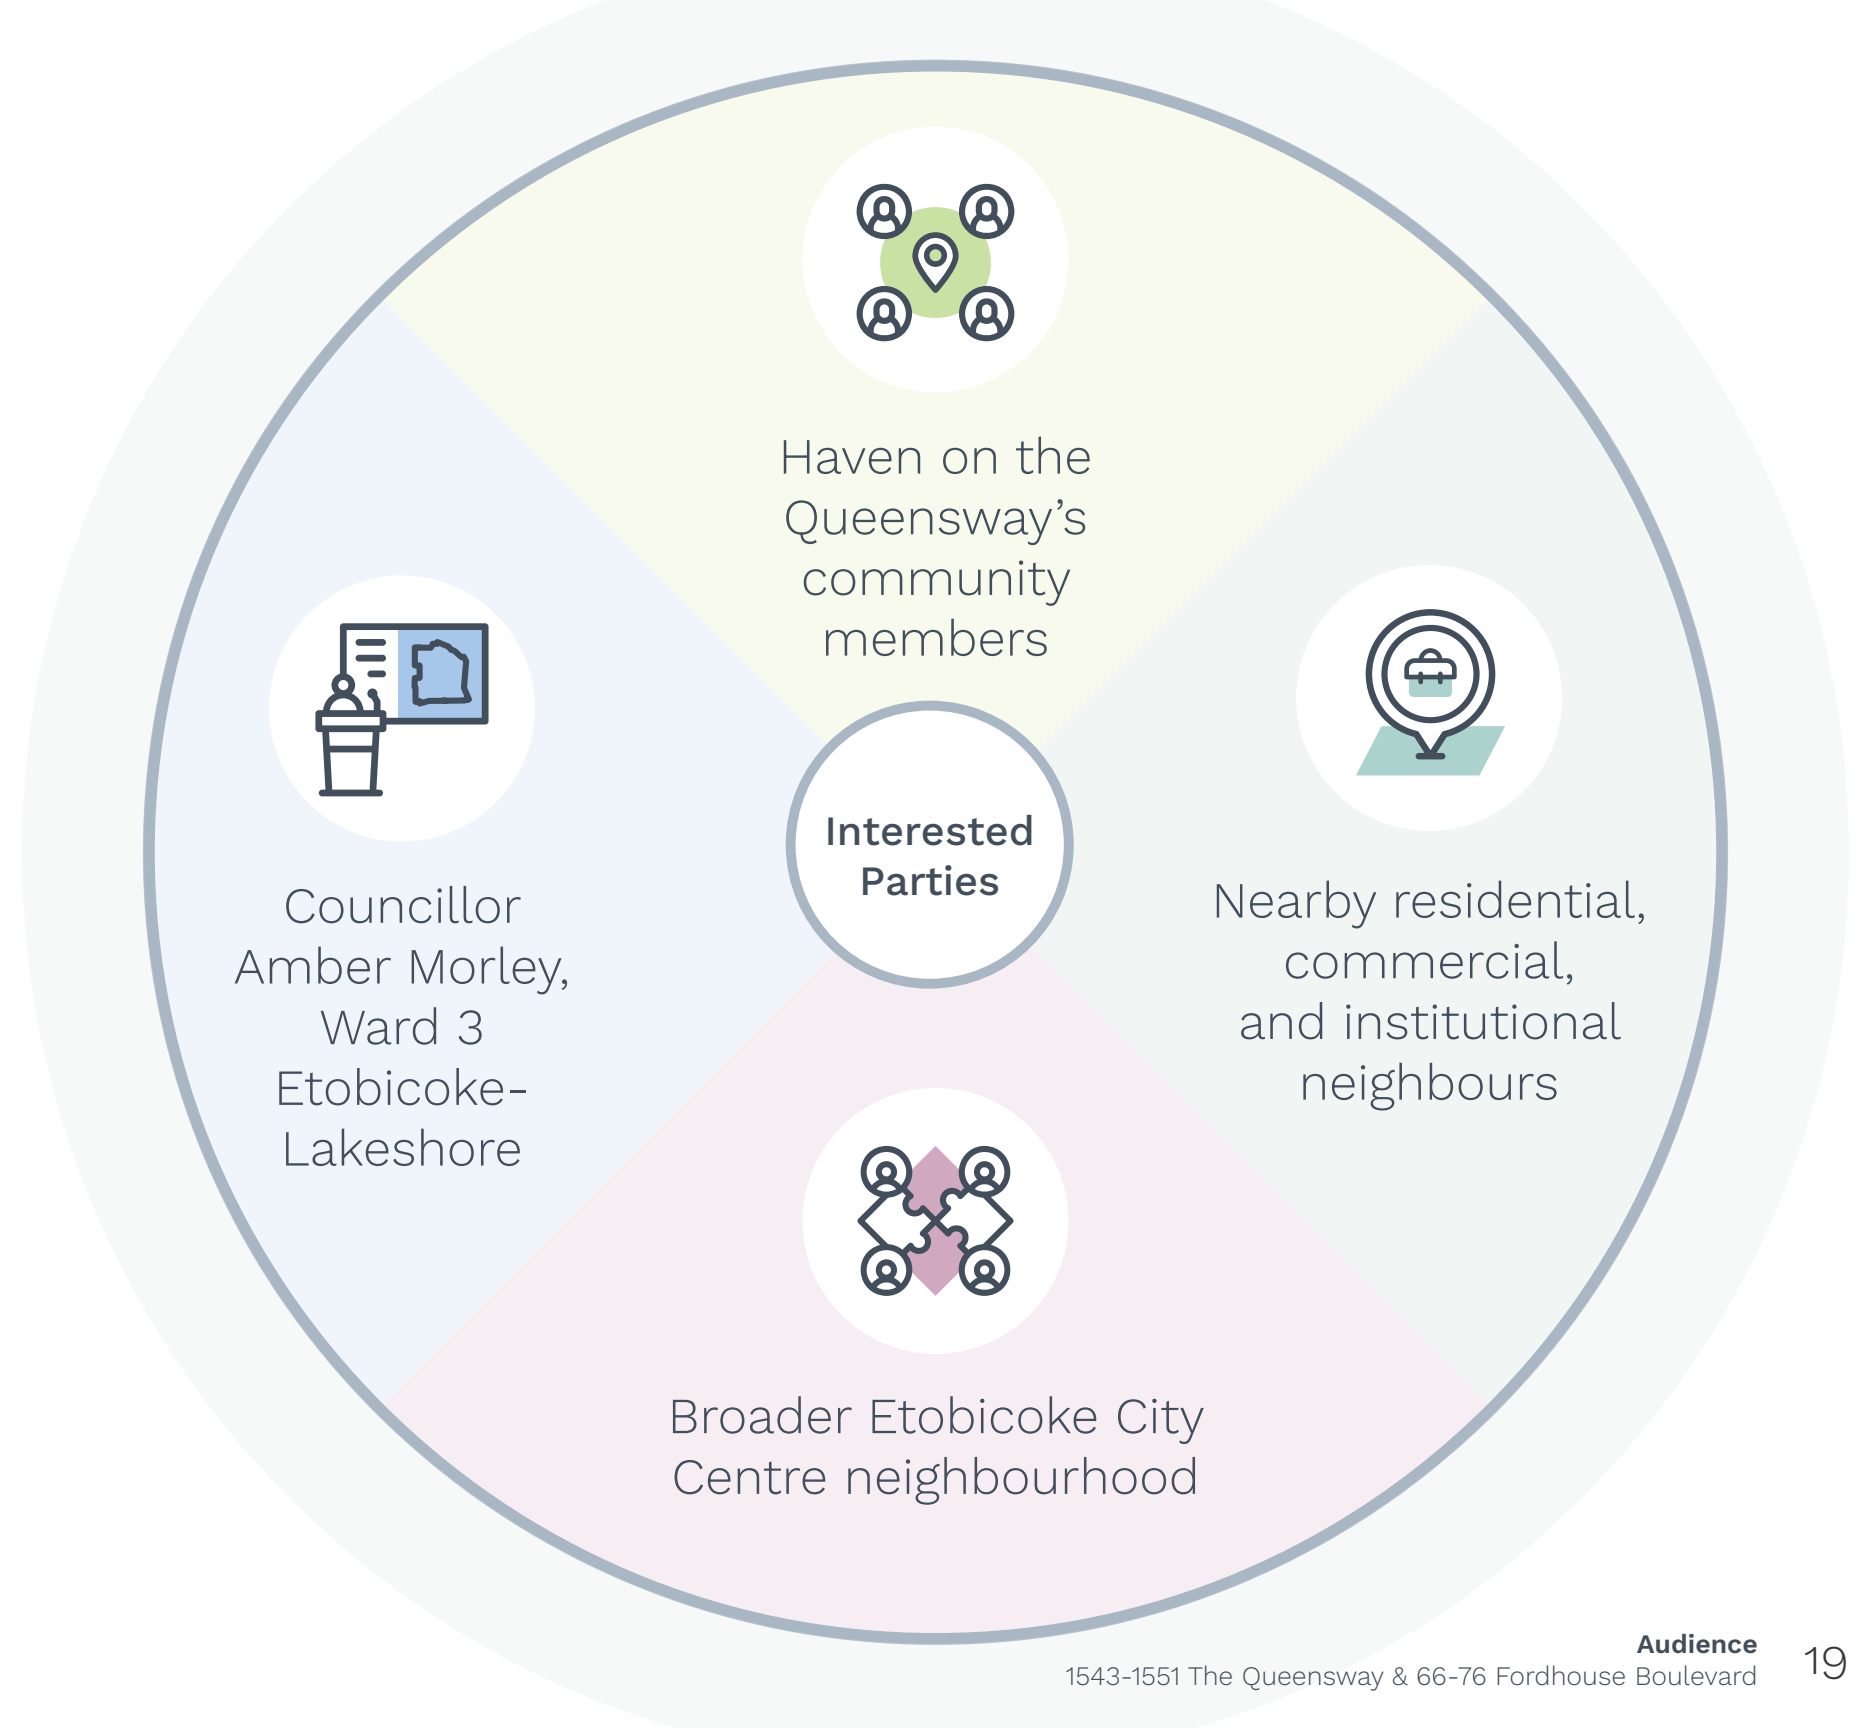 Haven on the
Queensway’s
community
members
Interested
Parties
Councillor
Amber Morley,
Ward 3
Etobicoke-
Lakeshore
Nearby residential,
commercial,
and institutional
neighbours
Broader Etobicoke City
Centre neighbourhood
Audience
1543-1551 The Queensway & 66-76 Fordhouse Boulevard
19